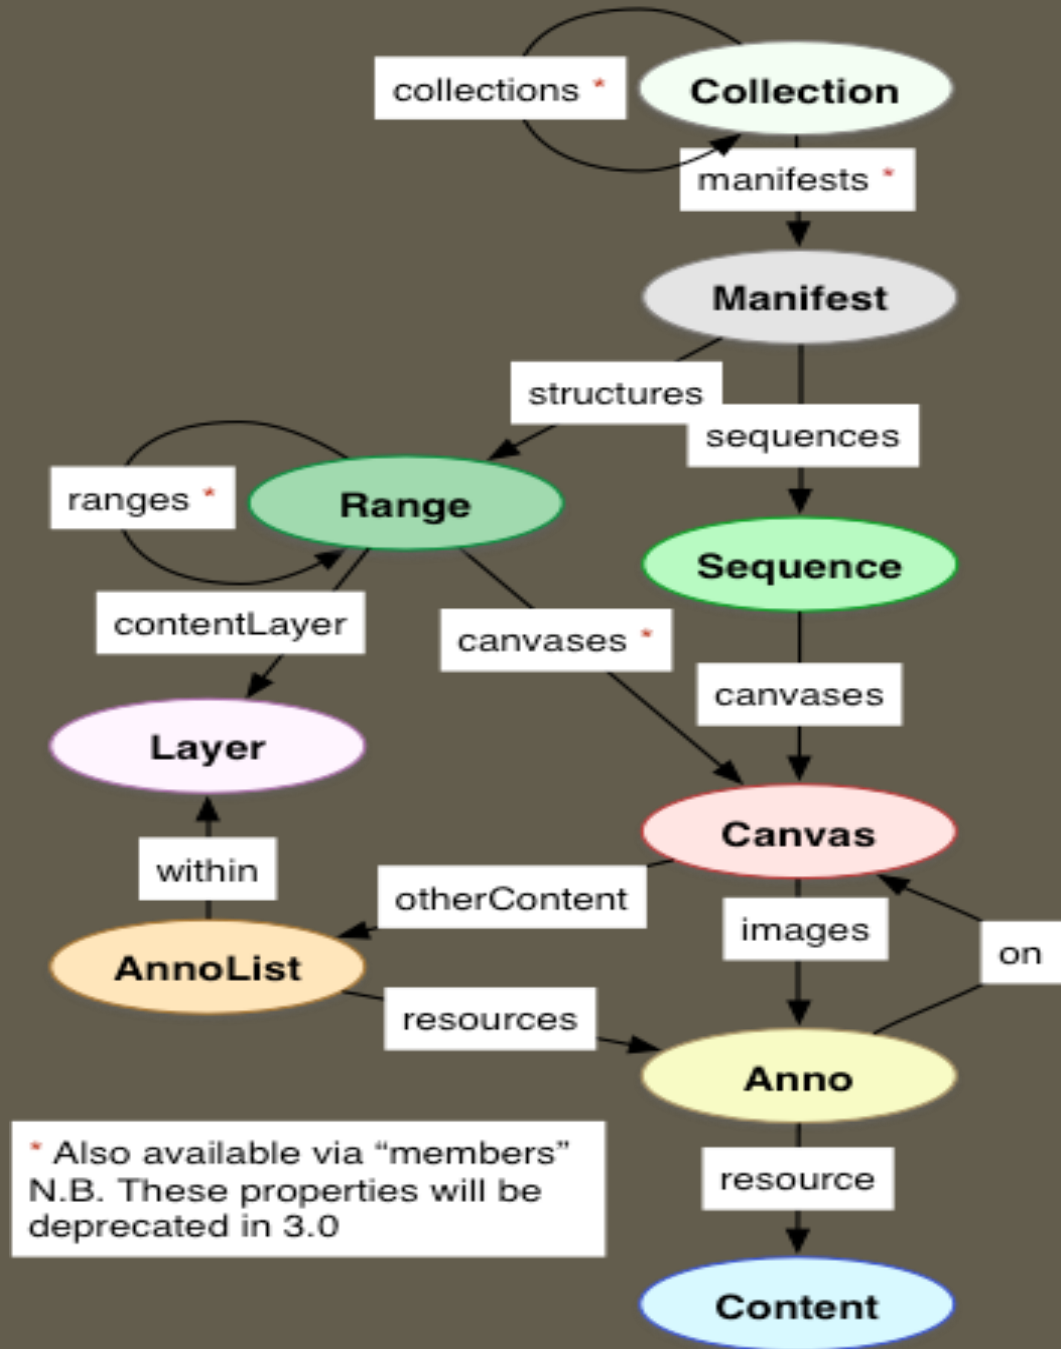 collections *
Collection
manifests *
Manifest
structures
sequences
ranges *
Range
Sequence
contentLayer
canvases *
canvases
Layer
Canvas
within
otherContent
images
on
AnnoList
resources
Anno
* Also available via “members”
N.B. These properties will be
deprecated in 3.0
resource
Content